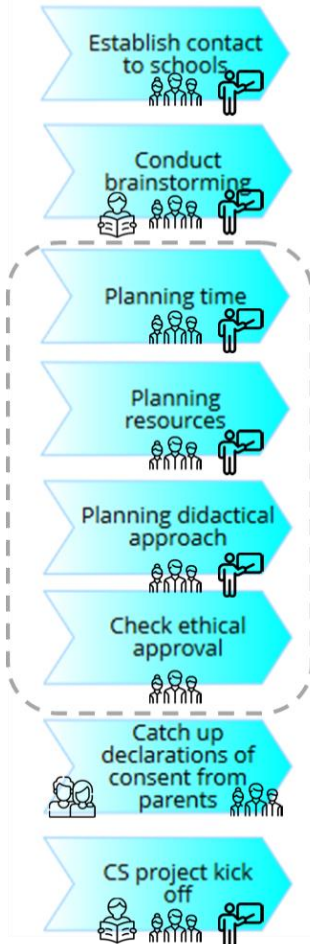 Establish contact
to schools
Conduct
brainstorming
Planning time
Planning
resources
Planning didactical
approach
Check ethical
approval
Catch up
declarations of
consent from
parents
CS project kick
off